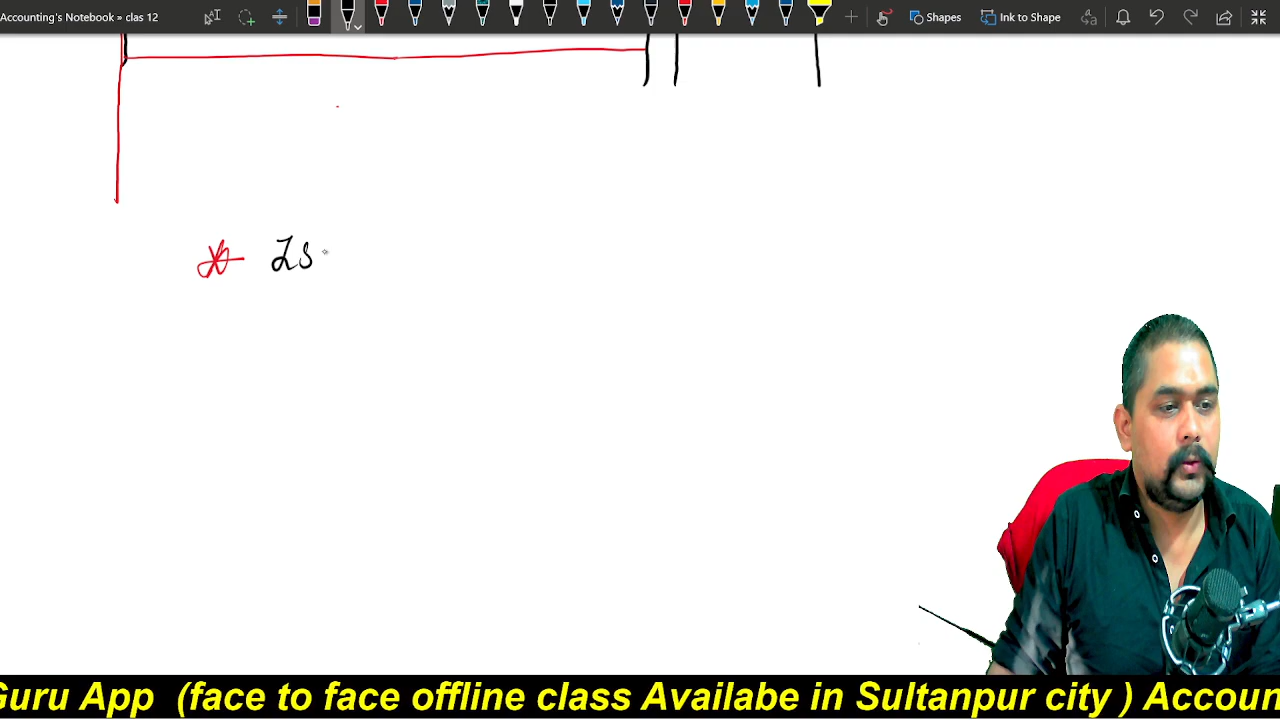 Accounting's Notebook » clas 12
Shapes
Ink to Shape
Is
Guru App (face to face offline class Availabe in Sultanpur city ) Accoun